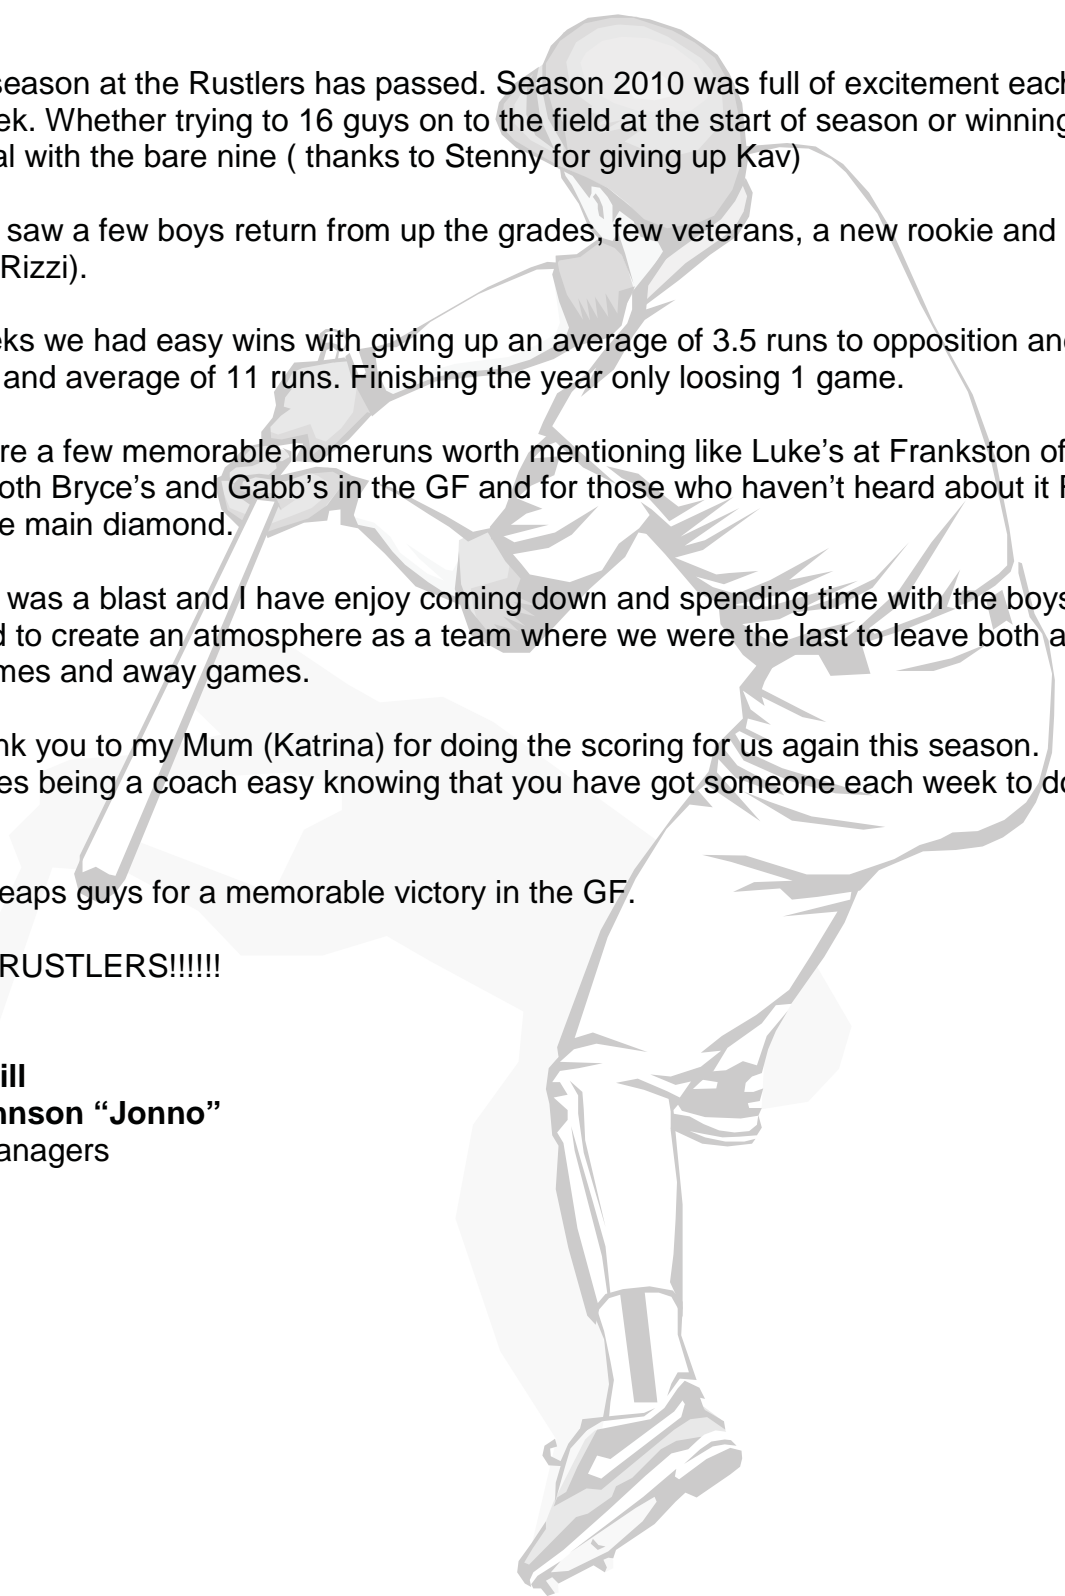 season at the Rustlers has passed. Season 2010 was full of excitement each
ek. Whether trying to 16 guys on to the field at the start of season or winning
al with the bare nine ( thanks to Stenny for giving up Kav)
saw a few boys return from up the grades, few veterans, a new rookie and
Rizzi).
eks we had easy wins with giving up an average of 3.5 runs to opposition and
and average of 11 runs. Finishing the year only loosing 1 game.
re a few memorable homeruns worth mentioning like Luke’s at Frankston of
oth Bryce’s and Gabb’s in the GF and for those who haven’t heard about it
e main diamond.
was a blast and I have enjoy coming down and spending time with the boys
d to create an atmosphere as a team where we were the last to leave both a
mes and away games.
nk you to my Mum (Katrina) for doing the scoring for us again this season.
es being a coach easy knowing that you have got someone each week to do
eaps guys for a memorable victory in the GF.
RUSTLERS!!!!!!
ill
hnson “Jonno”
anagers